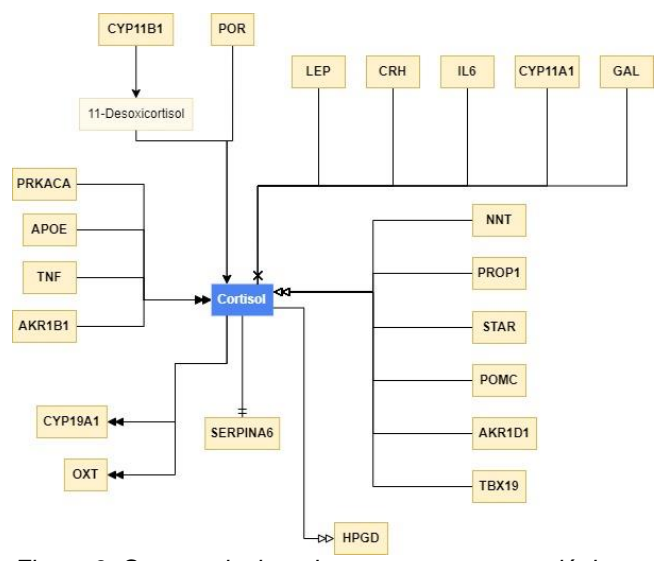 CYP11B1
POR
LEP
CRH
IL6
CYP11A1
GAL
11-Desoxicortisol
PRKACA
APOE
TNF
AKR1B1
Cortisol
NNT
PROP1
STAR
POMC
AKR1D1
TBX19
CYP19A1
OXT
SERPINA6
HPGD